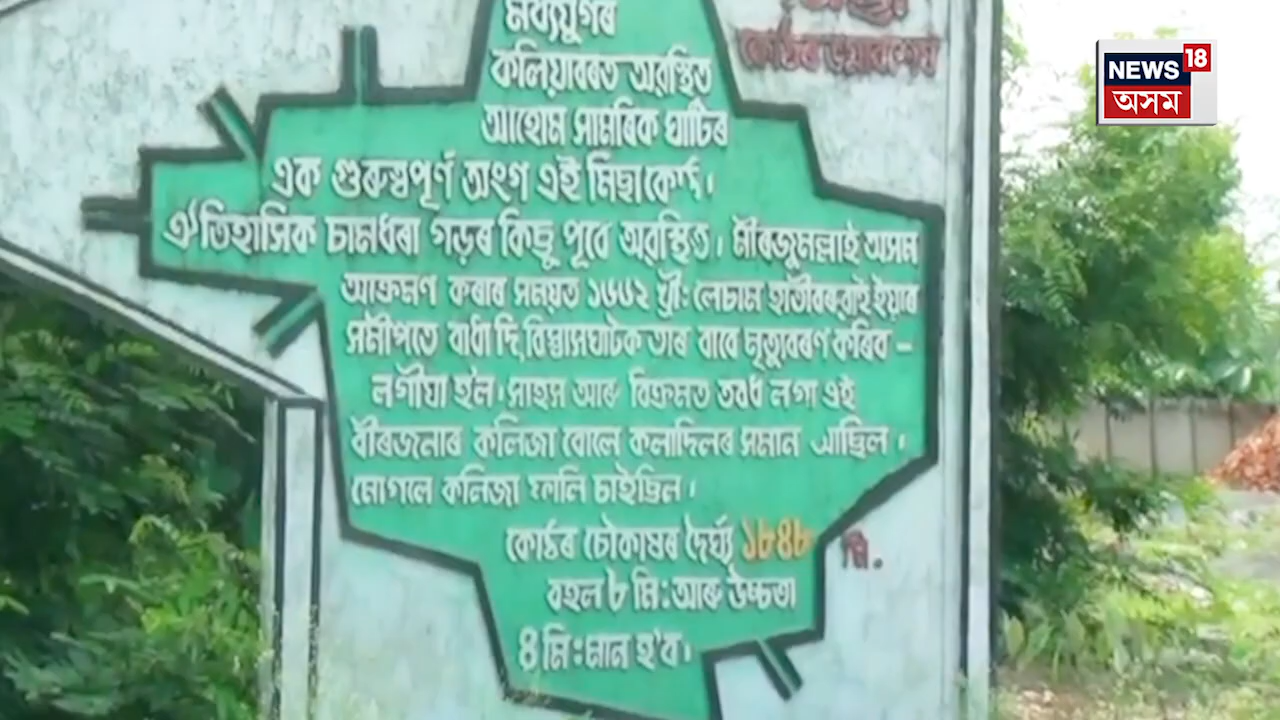 মধ্যযুগৰ
কলিয়াবৰত অৱস্থিত
আহোম সামৰিক ঘাটিৰ
এক গুৰুত্বপূৰ্ণ অংগ এই মিছা কোৰ্ঠ।
ঐতিহাসিক চামধৰা গড়ৰ কিছু পূবে অৱস্থিত। মীৰজুমল্লাই অসম
আক্ৰমণ কৰাৰ সময়ত ১৬৬২ খ্ৰী: লেচাম হাতীবৰুৱাই ইয়াৰ
সমীপতে বাধা দি, বিশ্বাসঘাটকতাৰ বাবে মৃত্যুবৰণ কৰিব –
লগীয়া হ'ল। সাহস আৰু বিক্ৰমত তবধ লগা এই
বীৰজনাৰ কলিজা বোলে কলাদিলৰ সমান আছিল।
মোগলে কলিজা ফালি চাইছিল।
কোৰ্ঠৰ চৌকাষৰ দৈৰ্ঘ্য ১৮৪৮ মি.
বহল ৮ মি: আৰু উচ্চতা
৪ মি: মান হ'ব।
NEWS 18
অসম